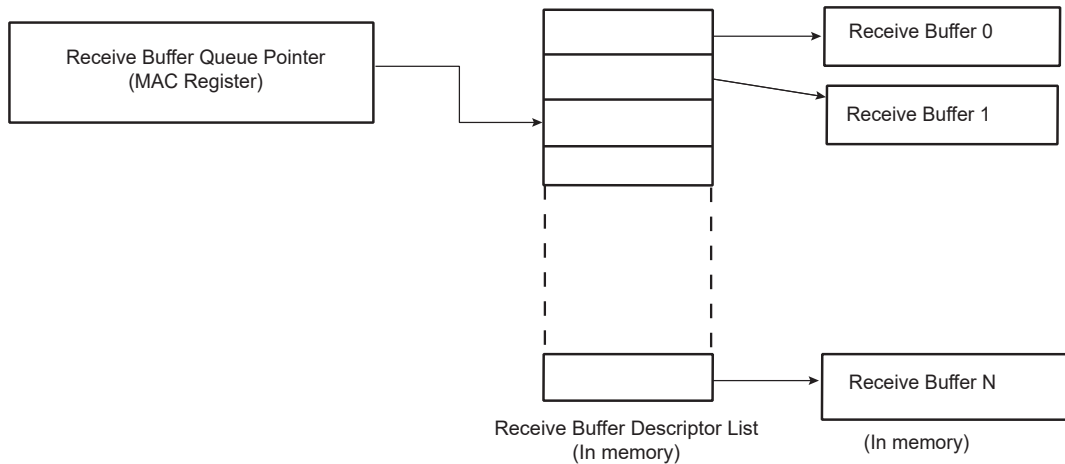 Receive Buffer Queue Pointer
(MAC Register)
Receive Buffer 0
Receive Buffer 1
Receive Buffer N
Receive Buffer Descriptor List
(In memory)
(In memory)